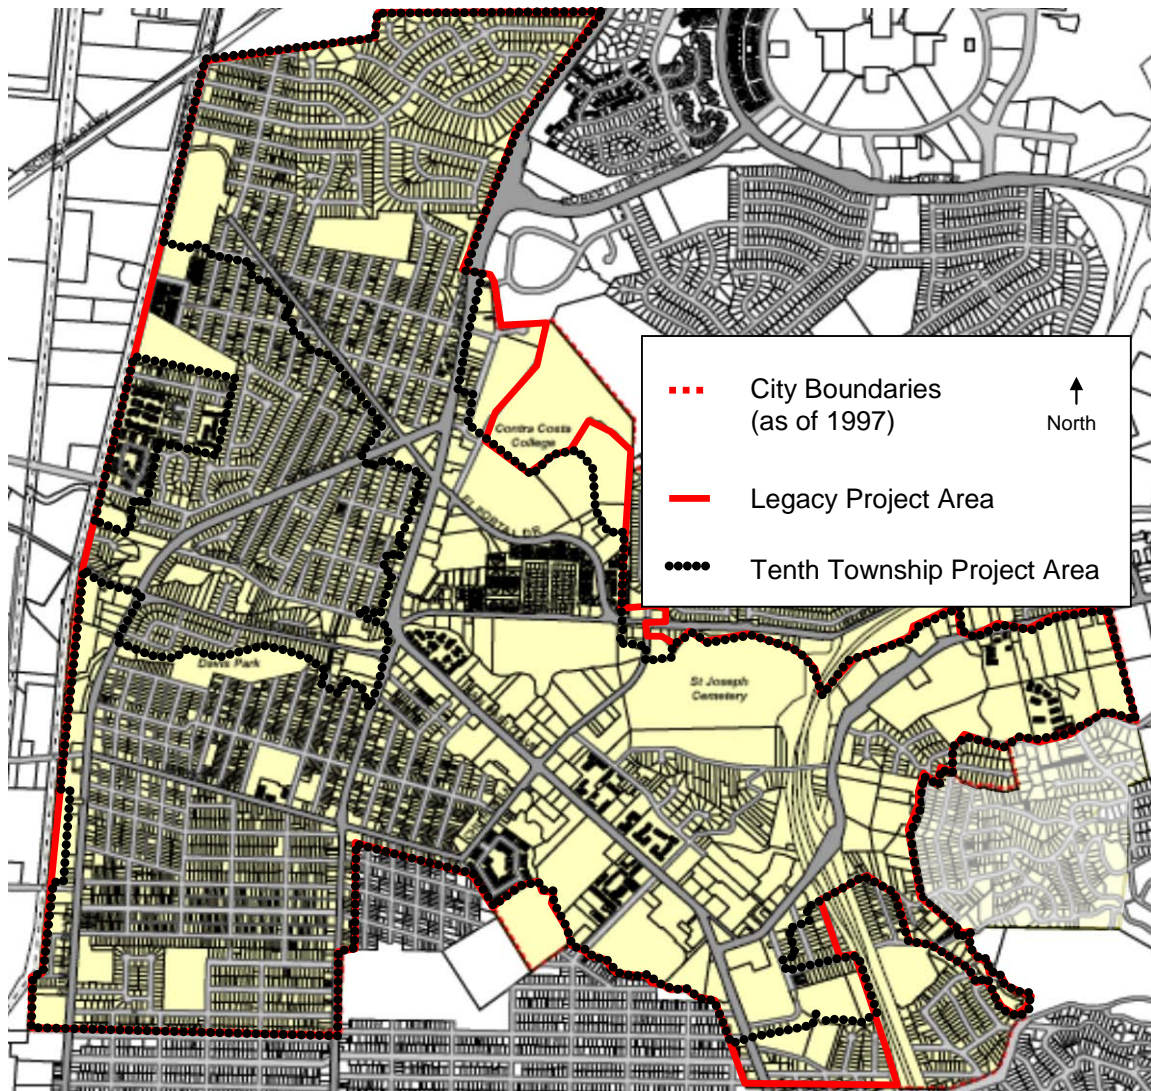 City Boundaries
(as of 1997)
North
Contra Costa
College
Legacy Project Area
EL PORTAL DR
Tenth Township Project Area
Davis Park
St Joseph
Cemetery